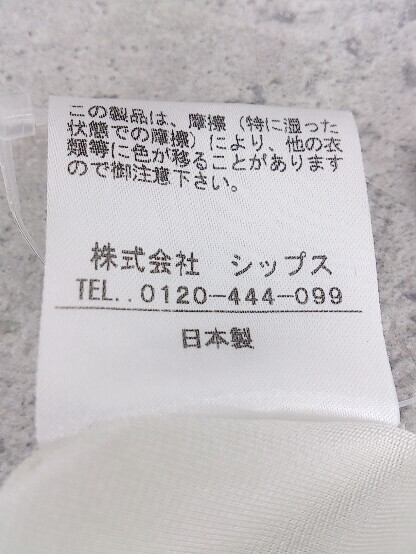 この製品は、摩擦（特に湿った
状態での摩擦）により、他の衣
類等に色が移ることがあります
ので御注意下さい。
株式会社　シップス
TEL..0120-444-099
日本製